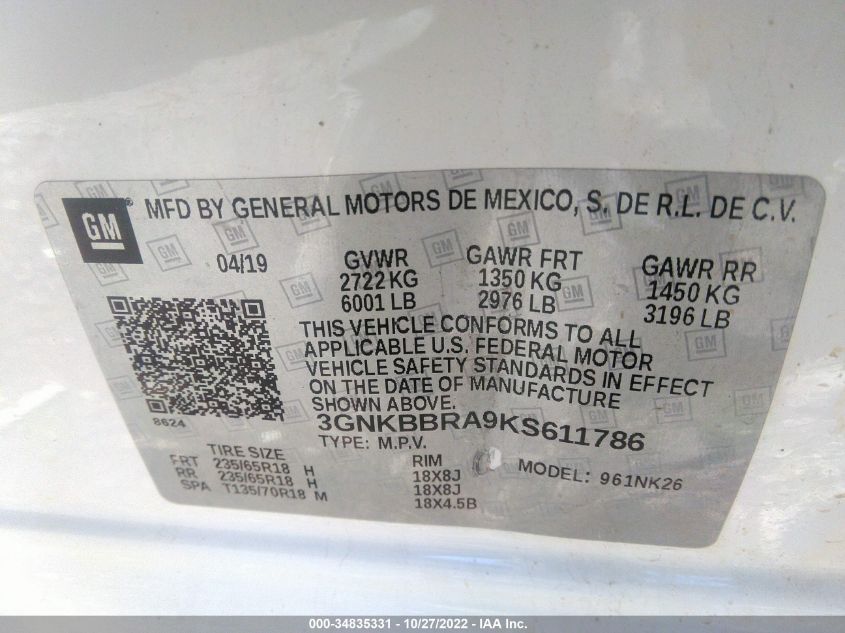 GM ® MFD BY GENERAL MOTORS DE MEXICO, S. DE R.L. DE C.V.
04/19 GVWR GAWR FRT GAWR RR
2722 KG 1350 KG 1450 KG
6001 LB 2976 LB 3196 LB
THIS VEHICLE CONFORMS TO ALL
APPLICABLE U.S. FEDERAL MOTOR
VEHICLE SAFETY STANDARDS IN EFFECT
ON THE DATE OF MANUFACTURE
SHOWN ABOVE.
8624
3GNKBBRA9KS611786
TYPE: M.P.V.
TIRE SIZE RIM MODEL: 961NK26
FRT 235/65R18 H 18X8J
RR 235/65R18 H 18X8J
SPA T135/70R18 M 18X4.5B
000-34835331 - 10/27/2022 - IAA Inc.